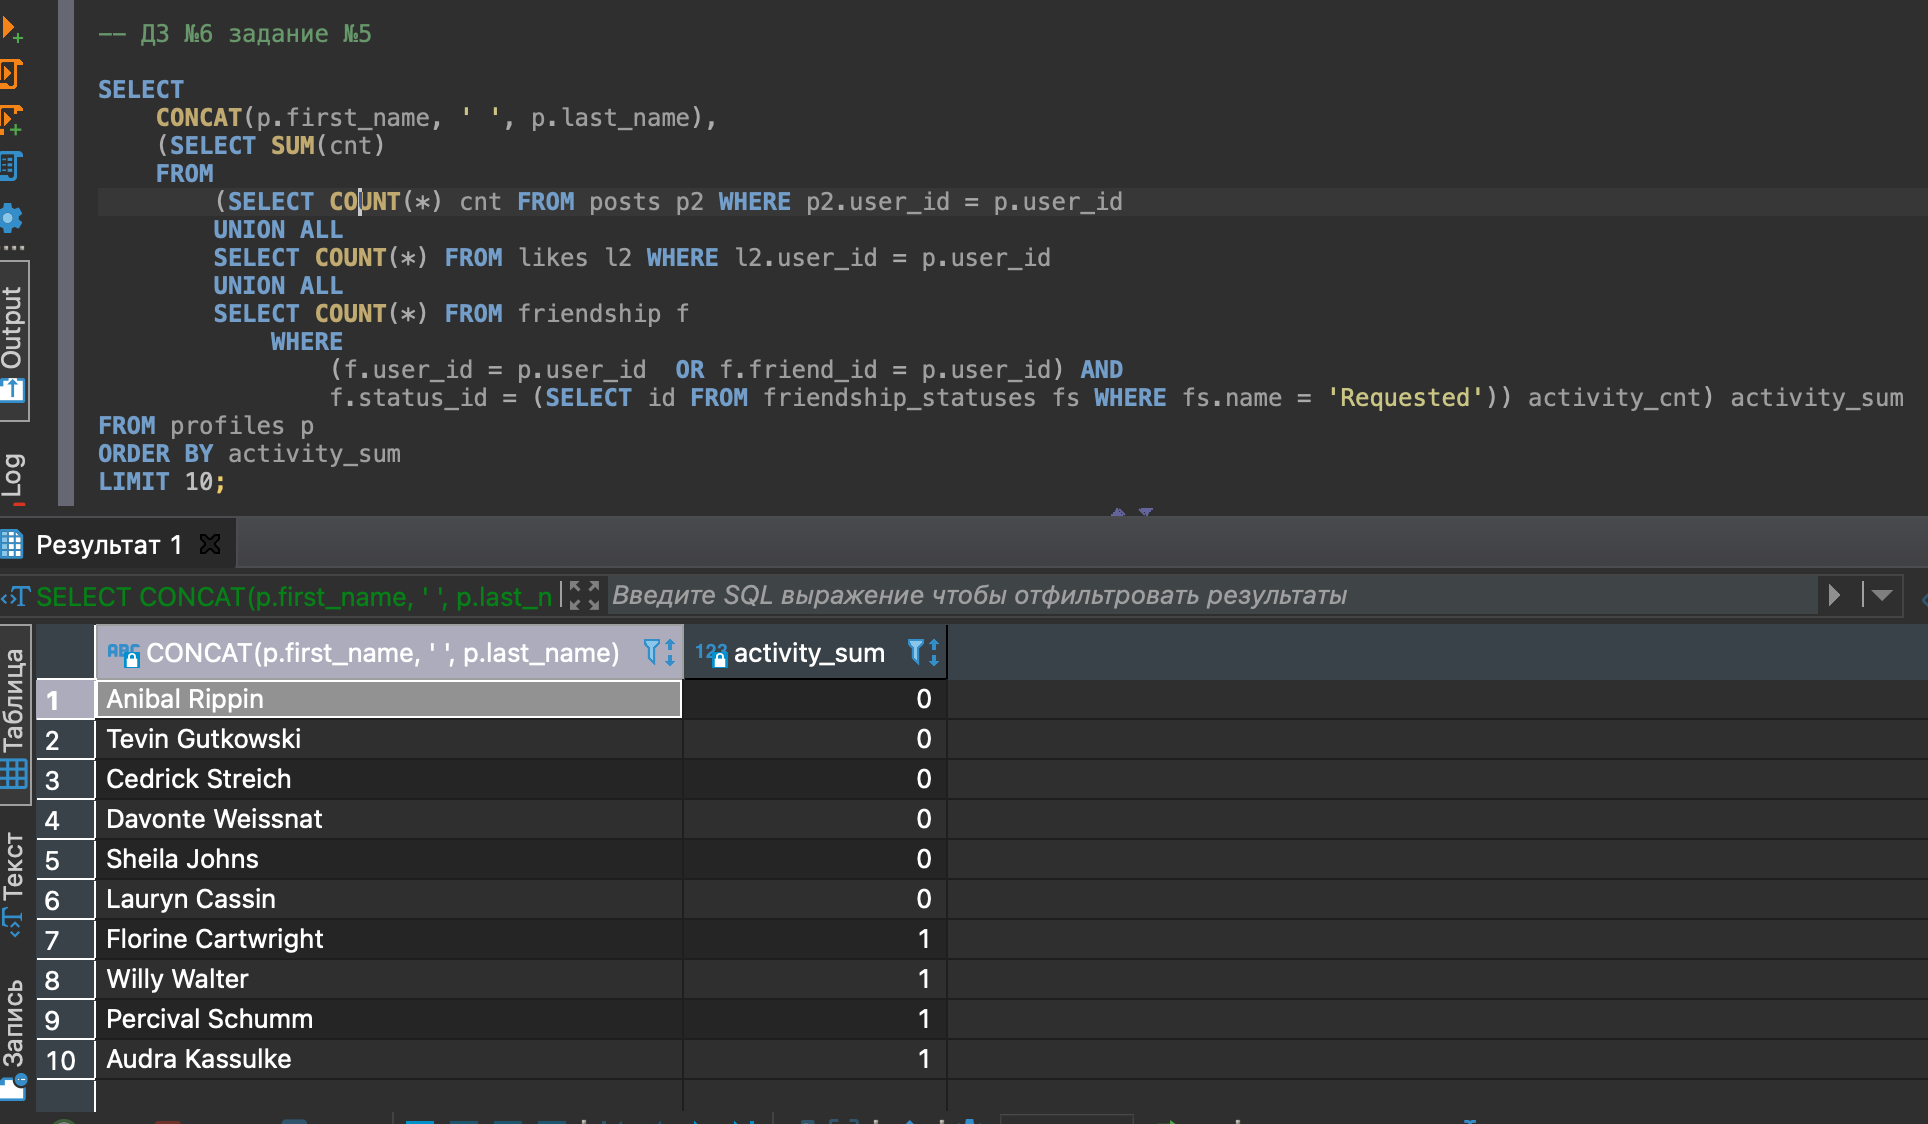 -- ДЗ №6 задание №5
SELECT
CONCAT(p.first_name, ' ', p.last_name),
(SELECT SUM(cnt)
FROM
(SELECT COUNT(*) cnt FROM posts p2 WHERE p2.user_id = p.user_id
UNION ALL
SELECT COUNT(*) FROM likes l2 WHERE l2.user_id = p.user_id
UNION ALL
SELECT COUNT(*) FROM friendship f
WHERE
(f.user_id = p.user_id  OR f.friend_id = p.user_id) AND
f.status_id = (SELECT id FROM friendship_statuses fs WHERE fs.name = 'Requested')) activity_cnt) activity_sum
FROM profiles p
ORDER BY activity_sum
LIMIT 10;
Output
Log
Результат 1
SELECT CONCAT(p.first_name, ' ', p.last_n
Введите SQL выражение чтобы отфильтровать результаты
Таблица
Текст
Запись
ABC CONCAT(p.first_name, ' ', p.last_name) 123 activity_sum
1 Anibal Rippin 0
2 Tevin Gutkowski 0
3 Cedrick Streich 0
4 Davonte Weissnat 0
5 Sheila Johns 0
6 Lauryn Cassin 0
7 Florine Cartwright 1
8 Willy Walter 1
9 Percival Schumm 1
10 Audra Kassulke 1